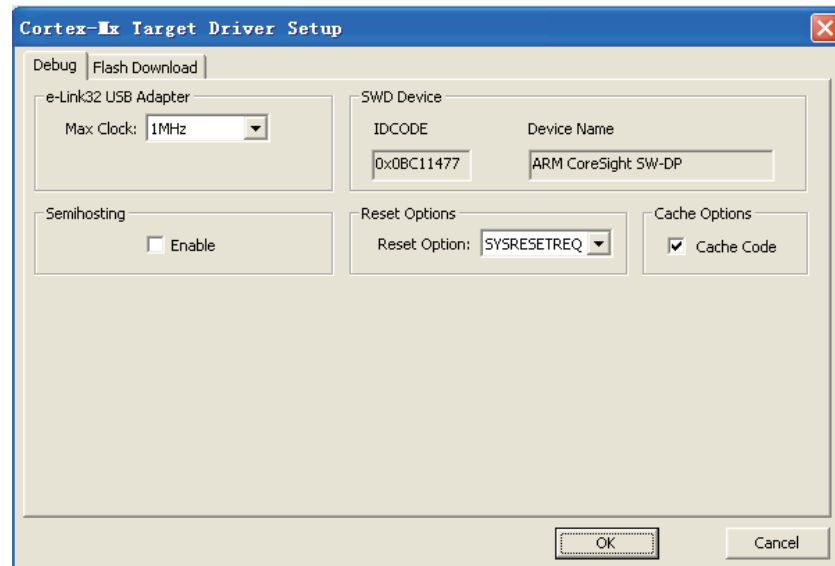 Cortex-Mx Target Driver Setup
Debug Flash Download
e-Link32 USB Adapter
Max Clock: 1MHz
SWD Device
IDCODE Device Name
0x0BC11477 ARM CoreSight SW-DP
Semihosting
Enable
Reset Options
Reset Option: SYSRESETREQ
Cache Options
Cache Code
OK Cancel